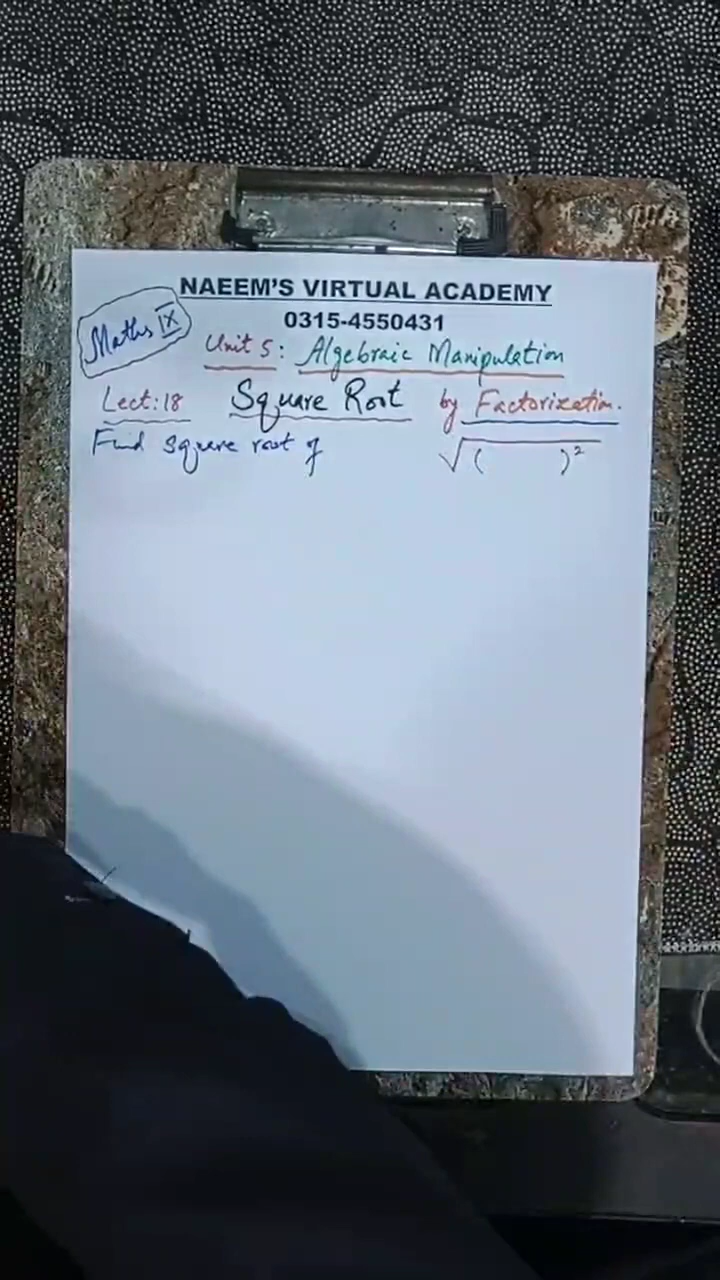 NAEEM'S VIRTUAL ACADEMY
0315-4550431
Maths IX
Unit 5: Algebraic Manipulation
Lect:18 Square Root by Factorization.
Find square root of √( )²